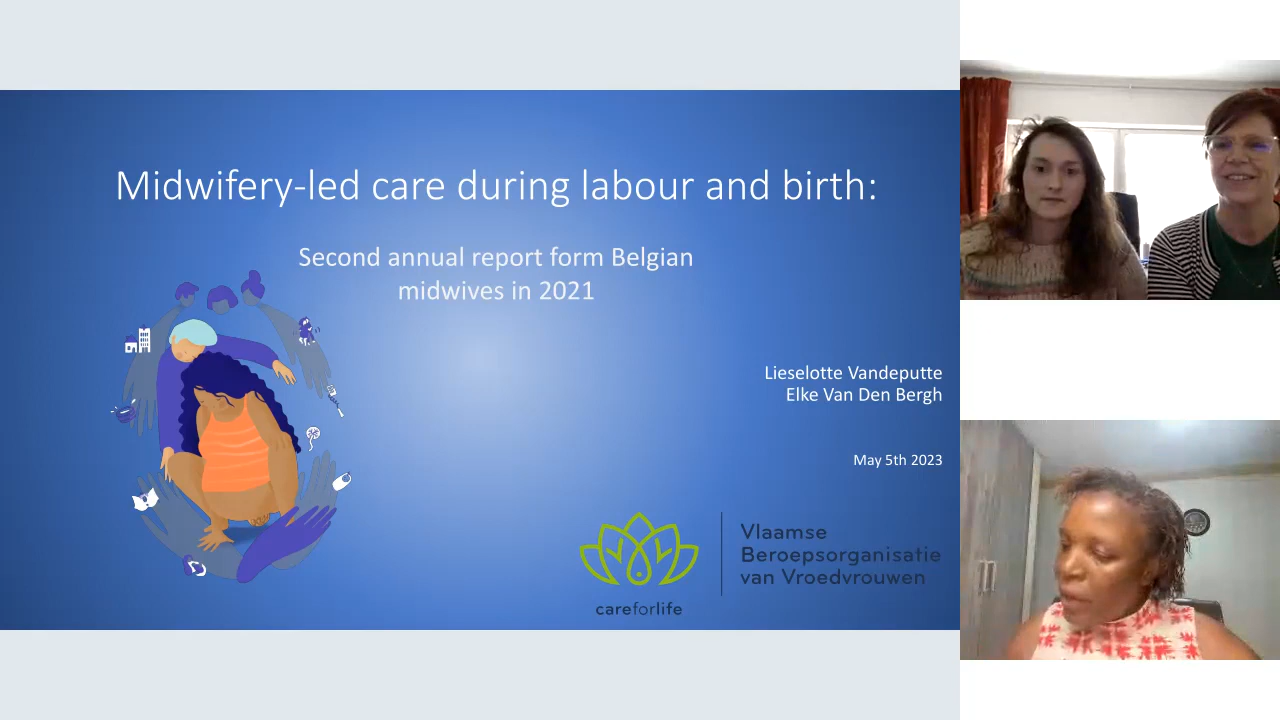 Midwifery-led care during labour and birth:
Second annual report form Belgian
midwives in 2021
Lieselotte Vandeputte
Elke Van Den Bergh
May 5th 2023
Vlaamse
Beroepsorganisatie
van Vroedvrouwen
careforlife